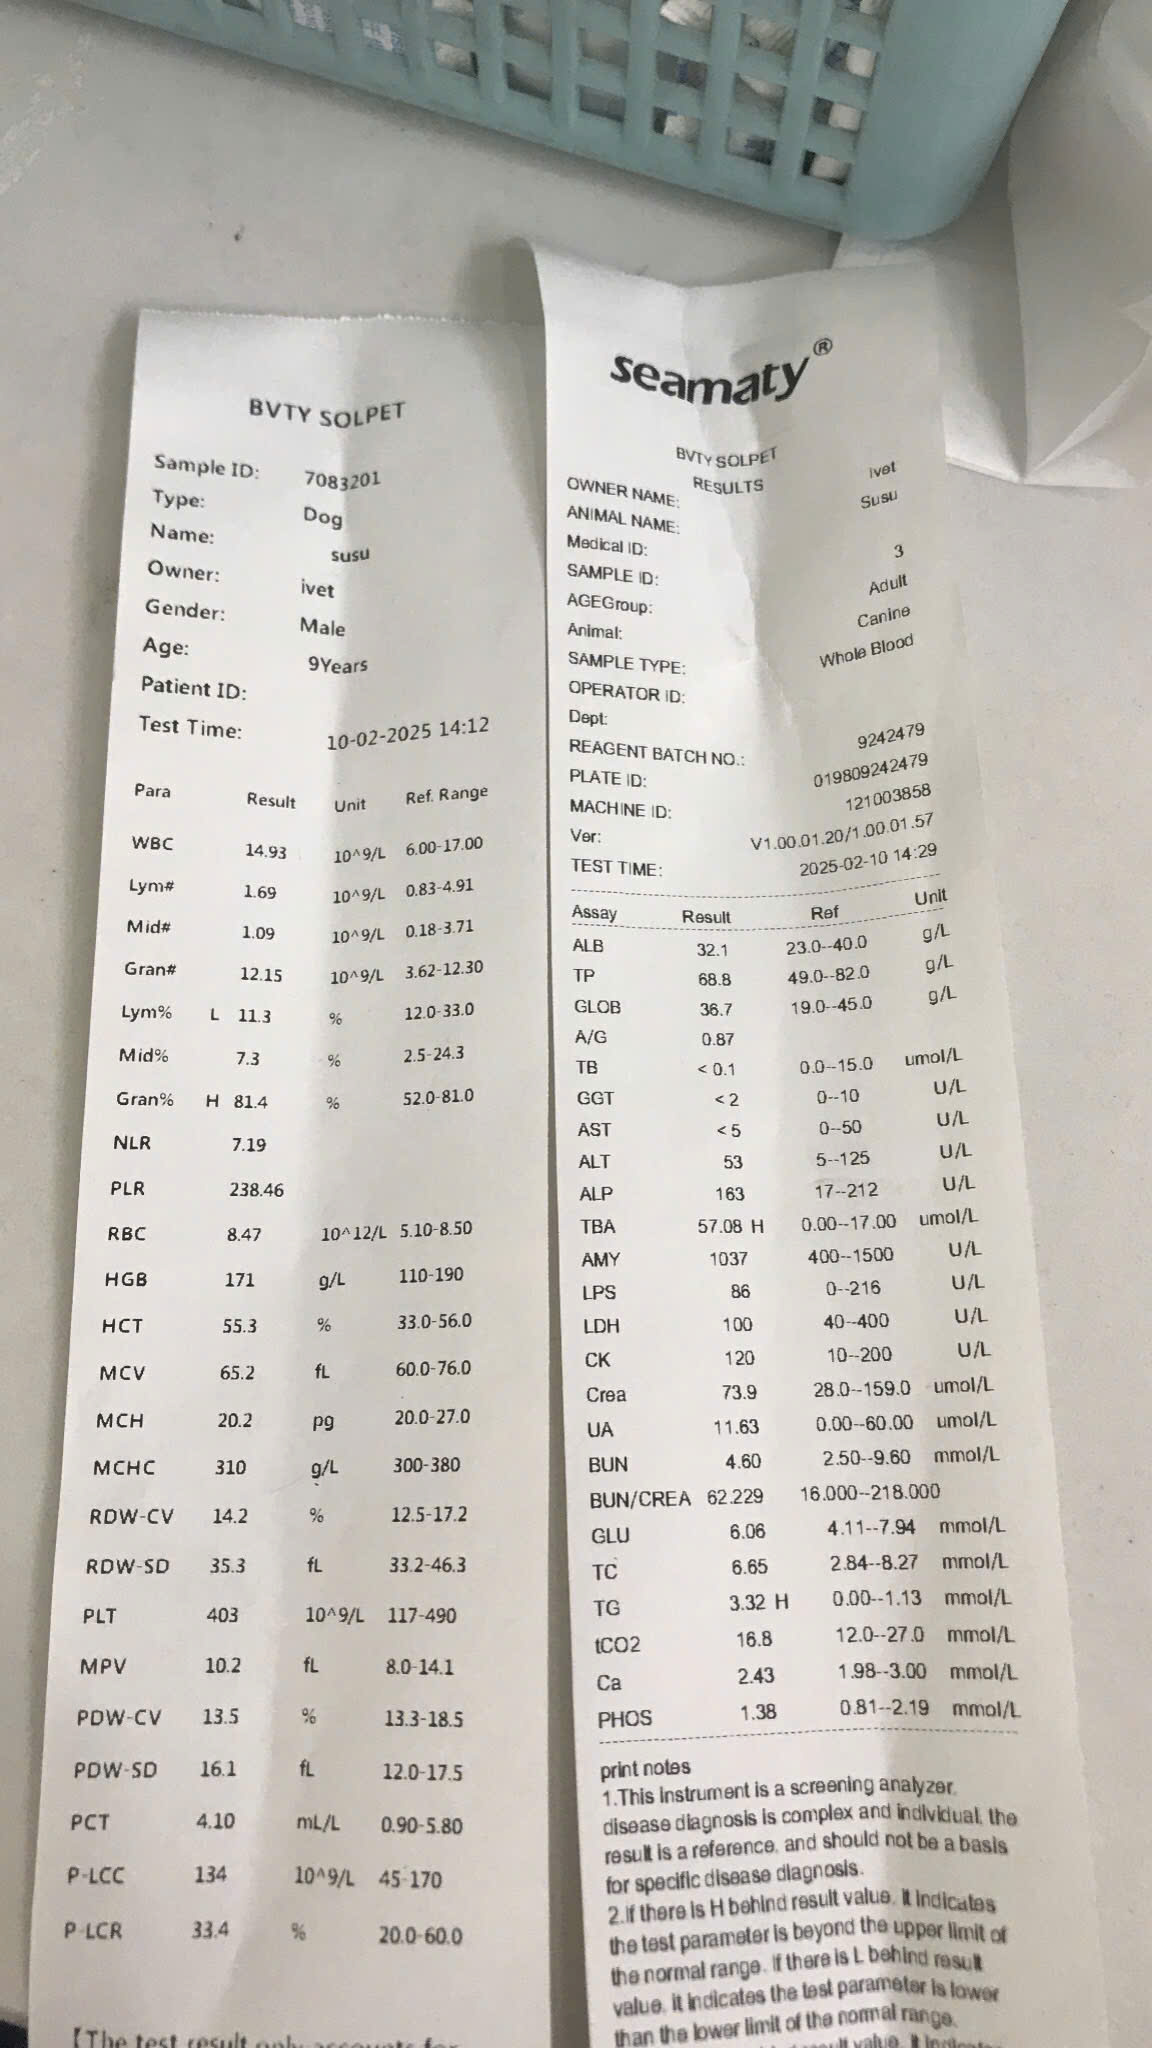 BVTY SOLPET
Sample ID: 7083201
Type: Dog
Name: susu
Owner: ivet
Gender: Male
Age: 9Years
Patient ID:
Test Time: 10-02-2025 14:12
Para Result Unit Ref. Range
WBC 14.93 10^9/L 6.00-17.00
Lym# 1.69 10^9/L 0.83-4.91
Mid# 1.09 10^9/L 0.18-3.71
Gran# 12.15 10^9/L 3.62-12.30
Lym% L 11.3 % 12.0-33.0
Mid% 7.3 % 2.5-24.3
Gran% H 81.4 % 52.0-81.0
NLR 7.19
PLR 238.46
RBC 8.47 10^12/L 5.10-8.50
HGB 171 g/L 110-190
HCT 55.3 % 33.0-56.0
MCV 65.2 fL 60.0-76.0
MCH 20.2 pg 20.0-27.0
MCHC 310 g/L 300-380
RDW-CV 14.2 % 12.5-17.2
RDW-SD 35.3 fL 33.2-46.3
PLT 403 10^9/L 117-490
MPV 10.2 fL 8.0-14.1
PDW-CV 13.5 % 13.3-18.5
PDW-SD 16.1 fL 12.0-17.5
PCT 4.10 mL/L 0.90-5.80
P-LCC 134 10^9/L 45-170
P-LCR 33.4 % 20.0-60.0
[The test result only accounts for
seamaty®
BVTY SOLPET
RESULTS
OWNER NAME: ivet
ANIMAL NAME: Susu
Medical ID:
SAMPLE ID: 3
AGEGroup: Adult
Animal: Canine
SAMPLE TYPE: Whole Blood
OPERATOR ID:
Dept:
REAGENT BATCH NO.: 9242479
PLATE ID: 019809242479
MACHINE ID: 121003858
Ver: V1.00.01.20/1.00.01.57
TEST TIME: 2025-02-10 14:29
Assay Result Ref Unit
ALB 32.1 23.0--40.0 g/L
TP 68.8 49.0--82.0 g/L
GLOB 36.7 19.0--45.0 g/L
A/G 0.87
TB < 0.1 0.0--15.0 umol/L
GGT < 2 0--10 U/L
AST < 5 0--50 U/L
ALT 53 5--125 U/L
ALP 163 17--212 U/L
TBA 57.08 H 0.00--17.00 umol/L
AMY 1037 400--1500 U/L
LPS 86 0--216 U/L
LDH 100 40--400 U/L
CK 120 10--200 U/L
Crea 73.9 28.0--159.0 umol/L
UA 11.63 0.00--60.00 umol/L
BUN 4.60 2.50--9.60 mmol/L
BUN/CREA 62.229 16.000--218.000
GLU 6.06 4.11--7.94 mmol/L
TC 6.65 2.84--8.27 mmol/L
TG 3.32 H 0.00--1.13 mmol/L
tCO2 16.8 12.0--27.0 mmol/L
Ca 2.43 1.98--3.00 mmol/L
PHOS 1.38 0.81--2.19 mmol/L
print notes
1.This instrument is a screening analyzer,
disease diagnosis is complex and individual, the
result is a reference, and should not be a basis
for specific disease diagnosis.
2.If there is H behind result value, it indicates
the test parameter is beyond the upper limit of
the normal range. If there is L behind result
value, it indicates the test parameter is lower
than the lower limit of the normal range.